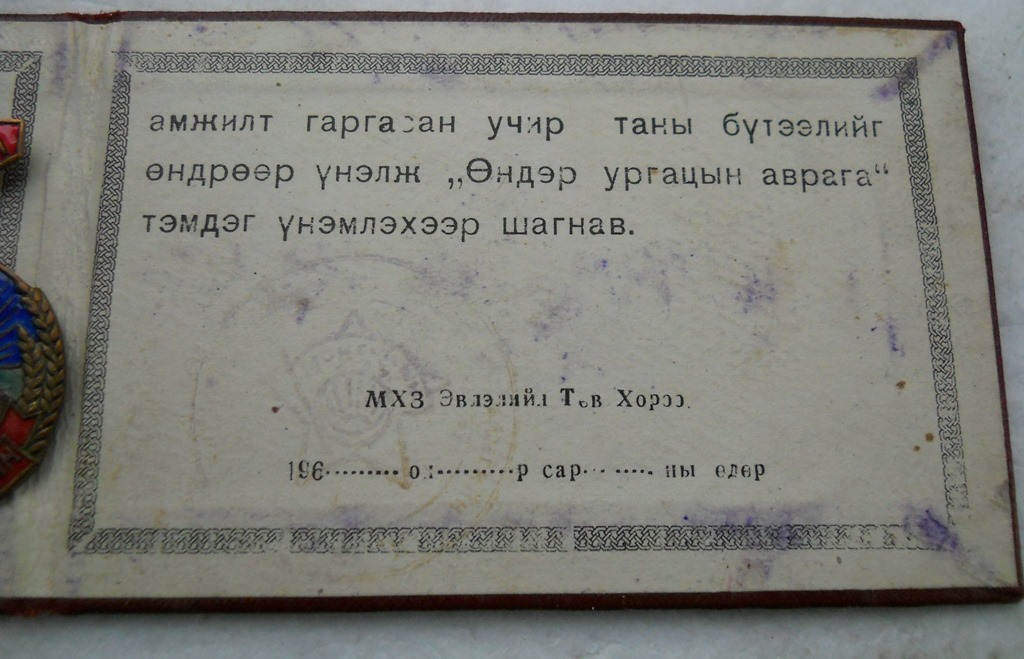 амжилт гаргасан учир таны бүтээлийг
өндрөөр үнэлж „Өндэр ургацын аврага“
тэмдэг үнэмлэхээр шагнав.
МХЗ Эвлэлийн Төв Хороо.
196......... он..........р сар... ...... ны өдөр